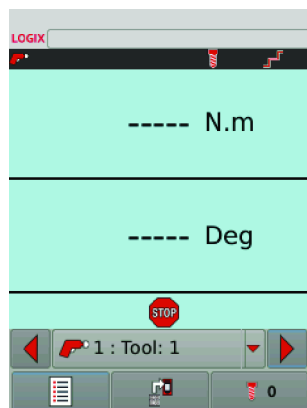 LOGIX
----- N.m
----- Deg
STOP
1 : Tool: 1
0